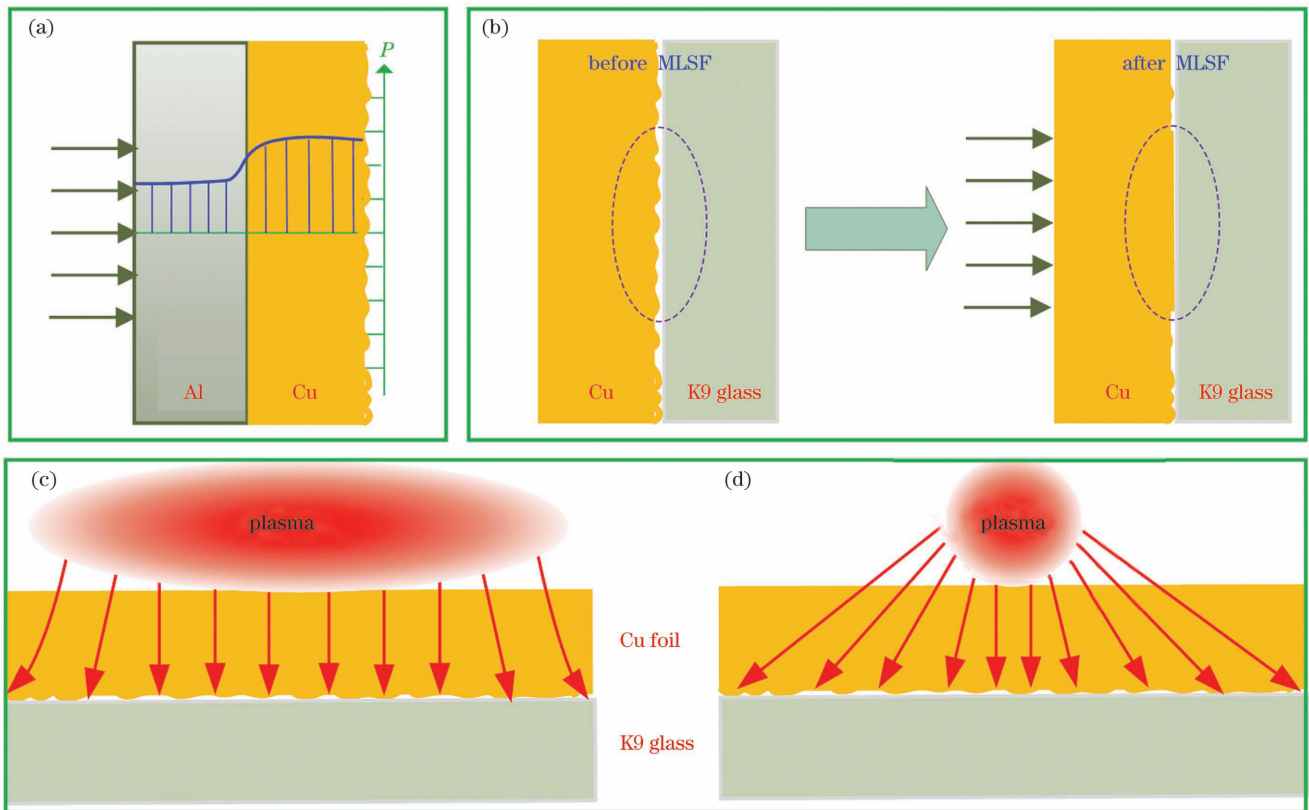 (a)
P
Al
Cu
(b)
before MLSF
after MLSF
Cu
K9 glass
Cu
K9 glass
(c)
plasma
(d)
plasma
Cu foil
K9 glass